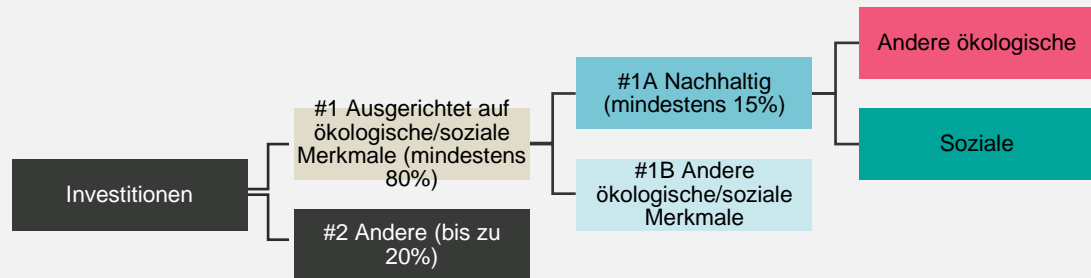 Investitionen
#1 Ausgerichtet auf
ökologische/soziale
Merkmale (mindestens
80%)
#2 Andere (bis zu
20%)
#1A Nachhaltig
(mindestens 15%)
#1B Andere
ökologische/soziale
Merkmale
Andere ökologische
Soziale